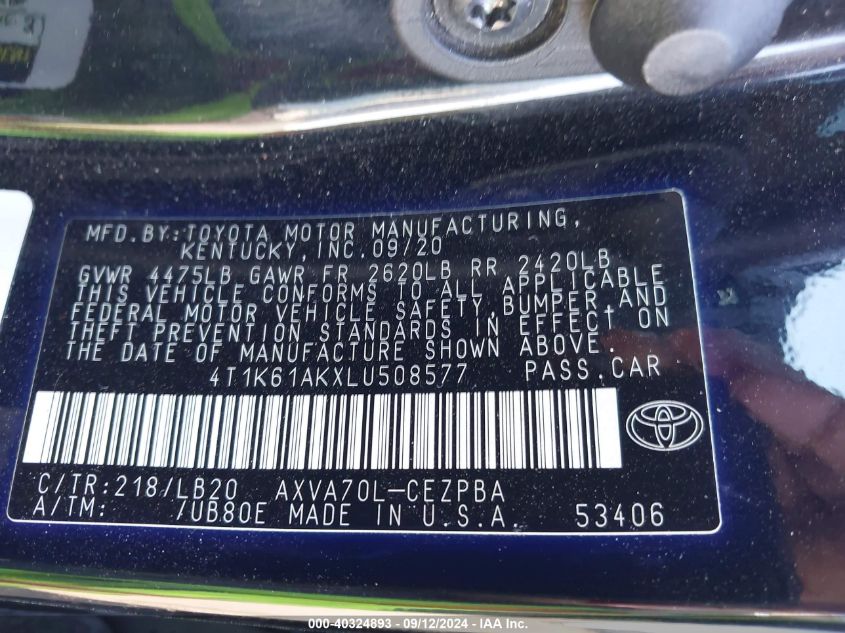 MFD.BY:TOYOTA MOTOR MANUFACTURING,
KENTUCKY, INC. 09/20
GVWR 4475LB GAWR FR 2620LB RR 2420LB
THIS VEHICLE CONFORMS TO ALL APPLICABLE
FEDERAL MOTOR VEHICLE SAFETY, BUMPER, AND
THEFT PREVENTION STANDARDS IN EFFECT ON
THE DATE OF MANUFACTURE SHOWN ABOVE.
4T1K61AKXLU508577 PASS.CAR
C/TR:218/LB20 AXVA70L-CEZPBA
A/TM: /UB80E MADE IN U.S.A. 53406
000-40324893 - 09/12/2024 - IAA Inc.